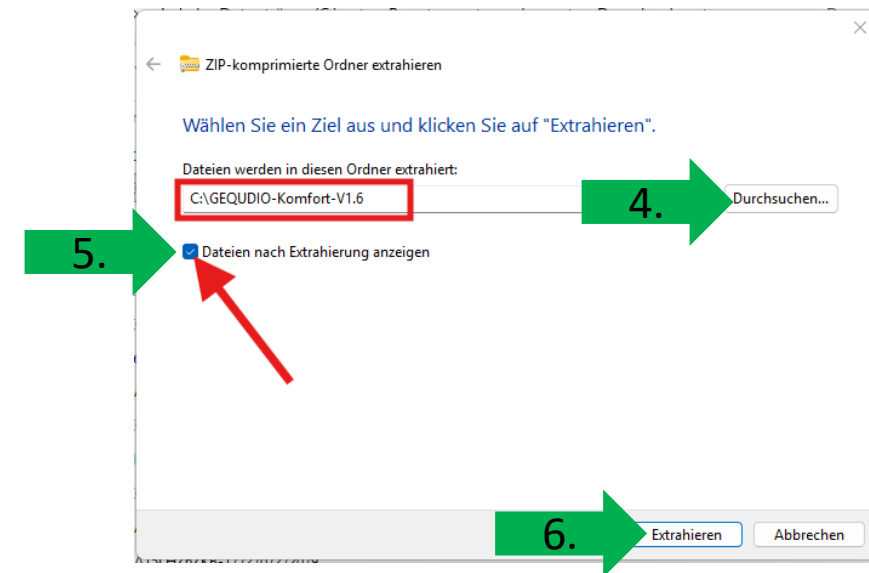 ZIP-komprimierte Ordner extrahieren
Wählen Sie ein Ziel aus und klicken Sie auf "Extrahieren".
Dateien werden in diesen Ordner extrahiert:
C:\GEQUDIO-Komfort-V1.6
4.
Durchsuchen...
5.
Dateien nach Extrahierung anzeigen
6.
Extrahieren
Abbrechen